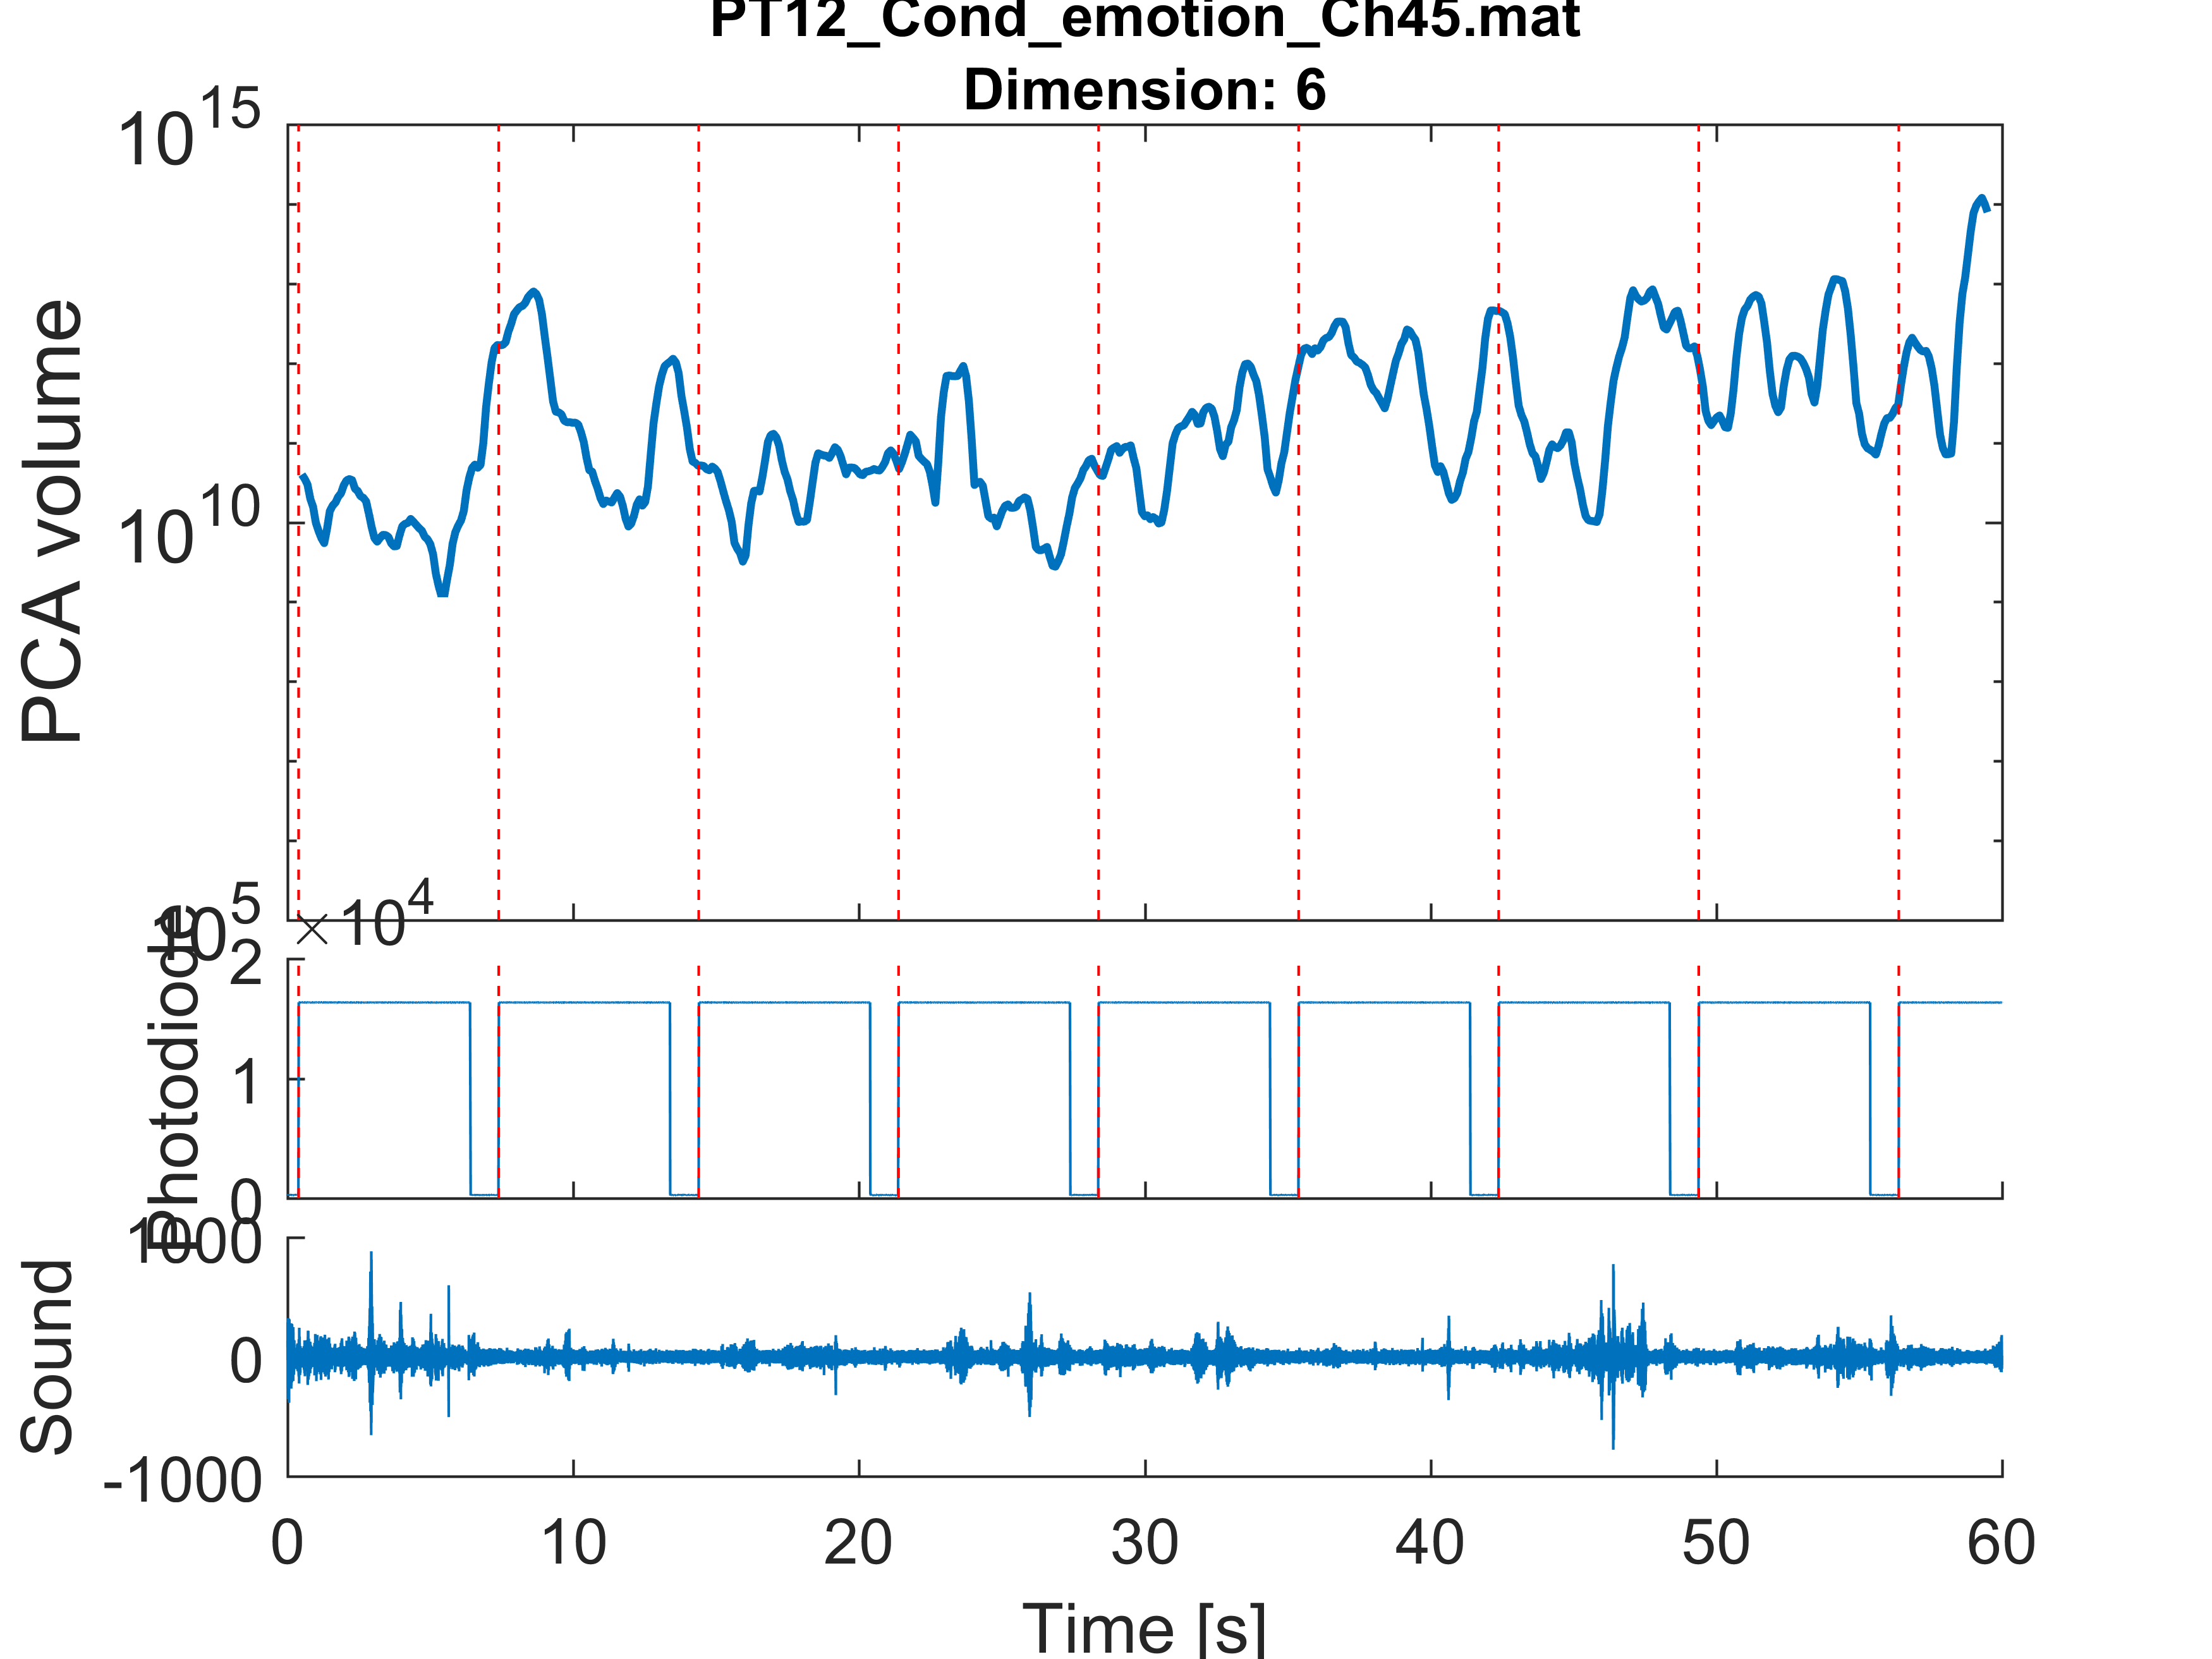 PT12_Cond_emotion_Ch45.mat
Dimension: 6
PCA volume
10^15
10^10
10^5
×10^4
Photodiode
2
1
0
Sound
1000
0
-1000
0 10 20 30 40 50 60
Time [s]